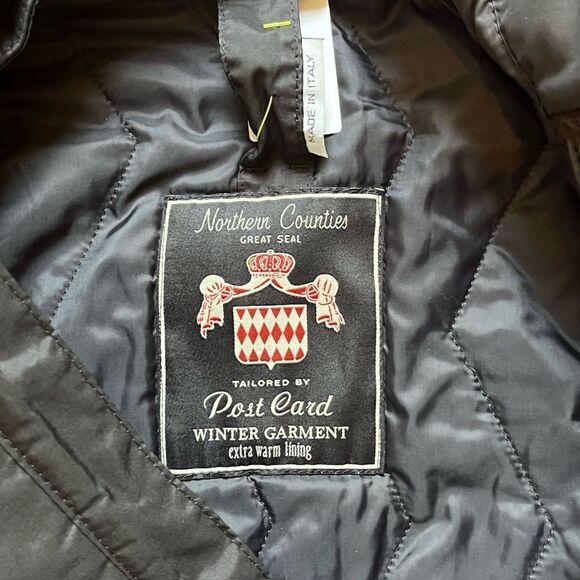 MADE IN ITALY
Northern Counties
GREAT SEAL
TAILORED BY
Post Card
WINTER GARMENT
extra warm lining